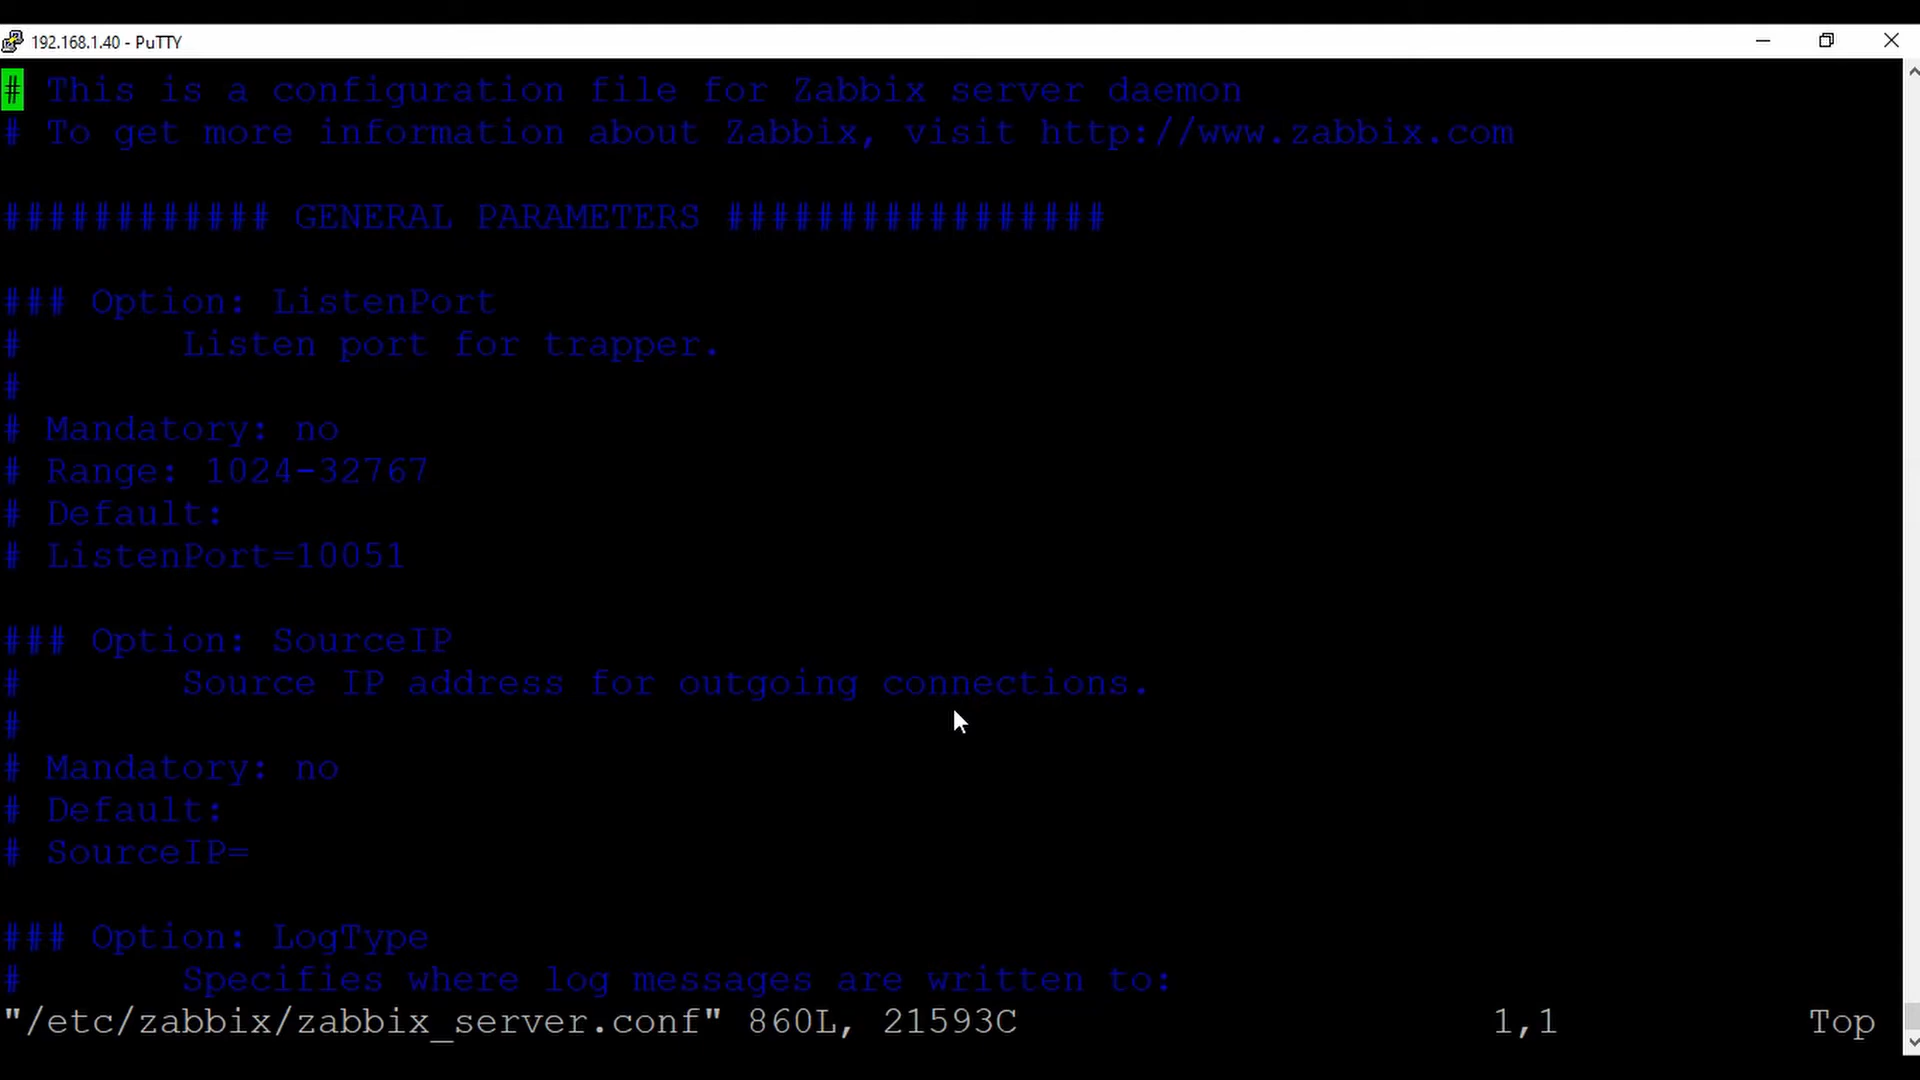 192.168.1.40 - PuTTY
# This is a configuration file for Zabbix server daemon
# To get more information about Zabbix, visit http://www.zabbix.com
############ GENERAL PARAMETERS #################
### Option: ListenPort
# Listen port for trapper.
#
# Mandatory: no
# Range: 1024-32767
# Default:
# ListenPort=10051
### Option: SourceIP
# Source IP address for outgoing connections.
#
# Mandatory: no
# Default:
# SourceIP=
### Option: LogType
# Specifies where log messages are written to:
"/etc/zabbix/zabbix_server.conf" 860L, 21593C 1,1 Top